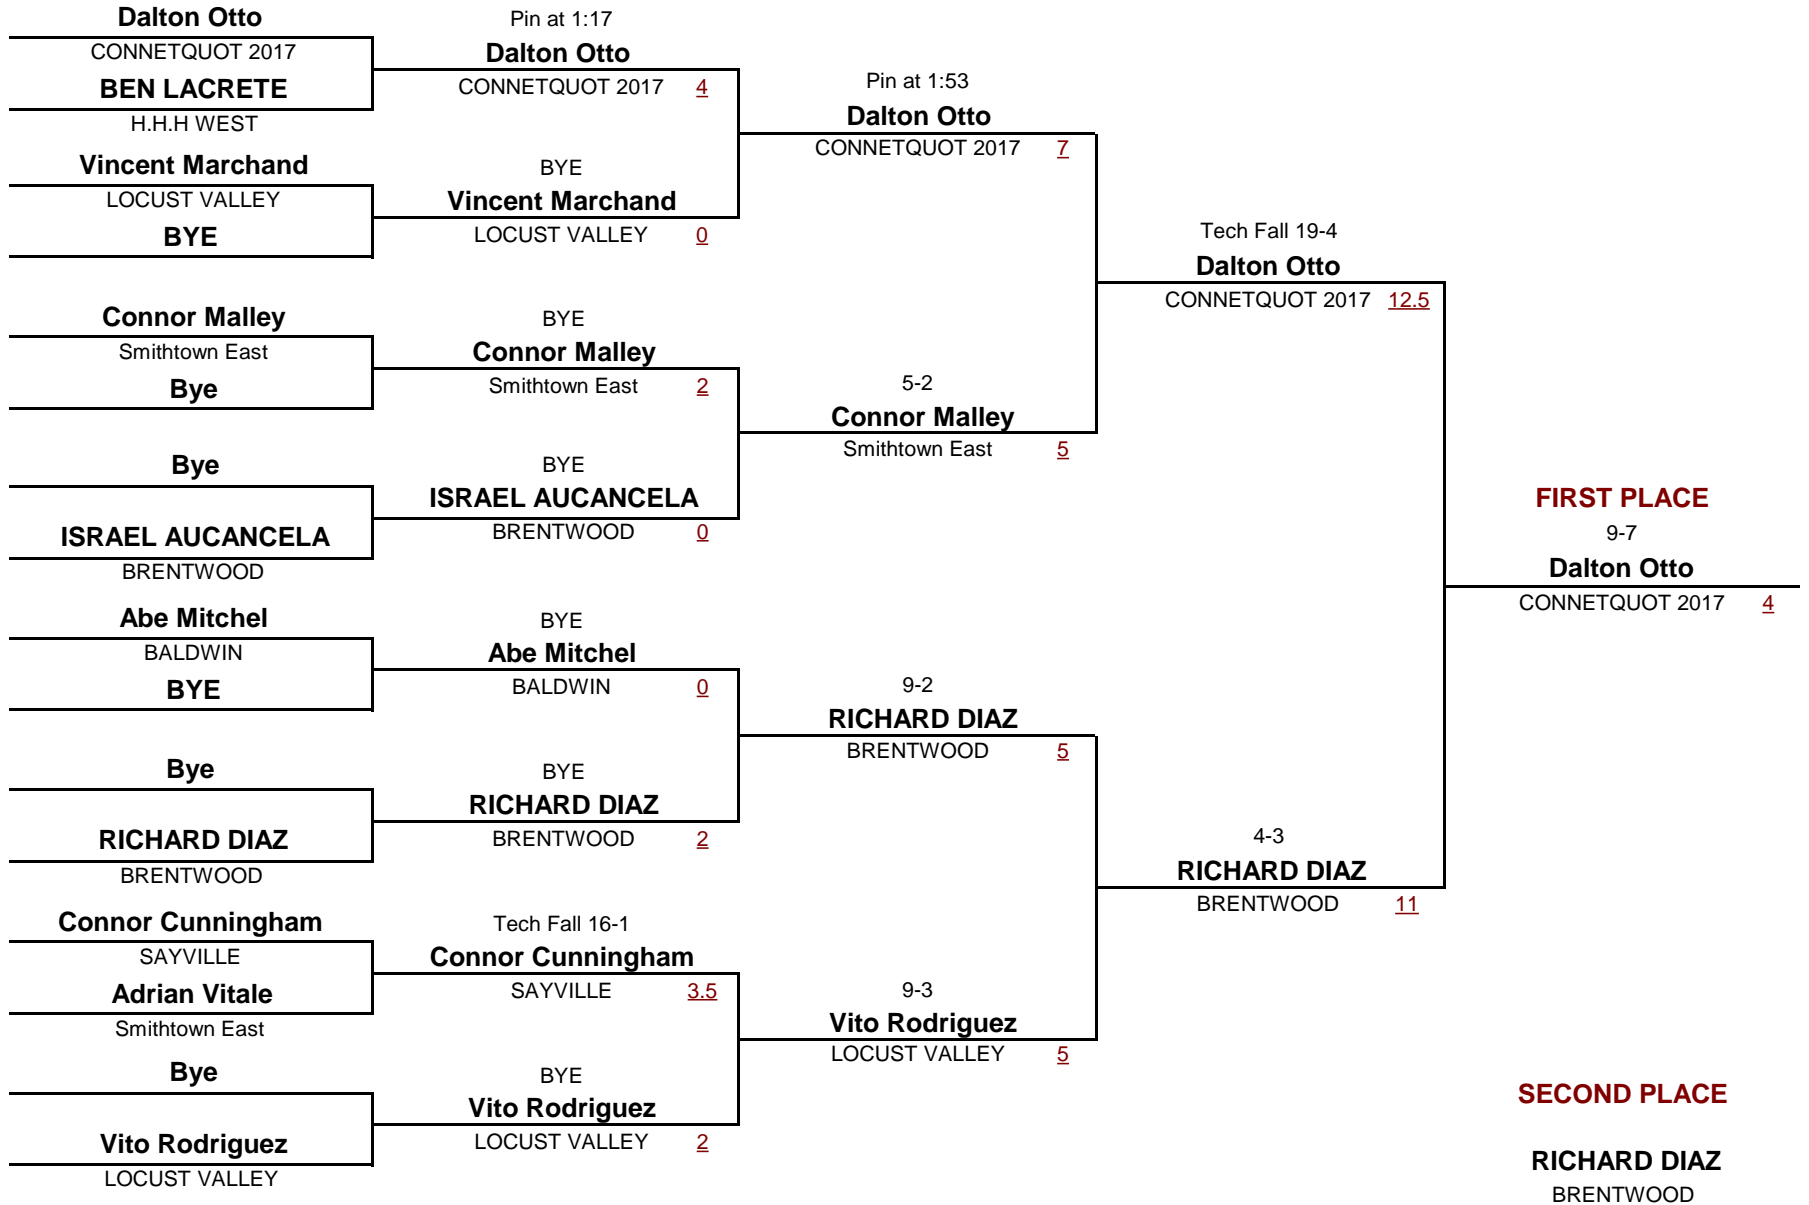 Dalton Otto
CONNETQUOT 2017
BEN LACRETE
H.H.H WEST
Vincent Marchand
LOCUST VALLEY
BYE
Connor Malley
Smithtown East
Bye
Bye
ISRAEL AUCANCELA
BRENTWOOD
Abe Mitchel
BALDWIN
BYE
Bye
RICHARD DIAZ
BRENTWOOD
Connor Cunningham
SAYVILLE
Adrian Vitale
Smithtown East
Bye
Vito Rodriguez
LOCUST VALLEY
Pin at 1:17
Dalton Otto
CONNETQUOT 2017 4
BYE
Vincent Marchand
LOCUST VALLEY 0
BYE
Connor Malley
Smithtown East 2
BYE
ISRAEL AUCANCELA
BRENTWOOD 0
BYE
Abe Mitchel
BALDWIN 0
BYE
RICHARD DIAZ
BRENTWOOD 2
Tech Fall 16-1
Connor Cunningham
SAYVILLE 3.5
BYE
Vito Rodriguez
LOCUST VALLEY 2
Pin at 1:53
Dalton Otto
CONNETQUOT 2017 7
5-2
Connor Malley
Smithtown East 5
9-2
RICHARD DIAZ
BRENTWOOD 5
9-3
Vito Rodriguez
LOCUST VALLEY 5
Tech Fall 19-4
Dalton Otto
CONNETQUOT 2017 12.5
4-3
RICHARD DIAZ
BRENTWOOD 11
FIRST PLACE
9-7
Dalton Otto
CONNETQUOT 2017 4
SECOND PLACE
RICHARD DIAZ
BRENTWOOD